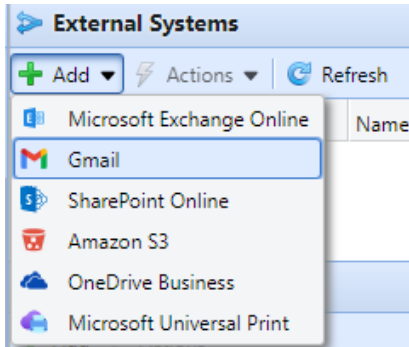 External Systems
Add Actions Refresh
Microsoft Exchange Online Name
Gmail
SharePoint Online
Amazon S3
OneDrive Business
Microsoft Universal Print